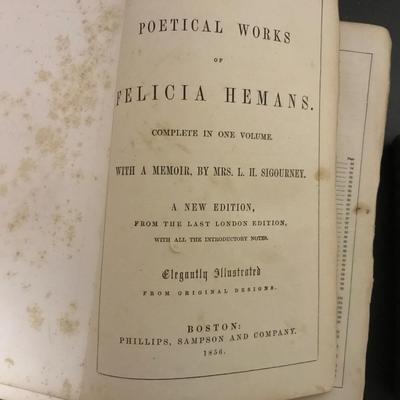 POETICAL WORKS
OF
FELICIA HEMANS.
COMPLETE IN ONE VOLUME.
WITH A MEMOIR, BY MRS. L. H. SIGOURNEY.
A NEW EDITION,
FROM THE LAST LONDON EDITION,
WITH ALL THE INTRODUCTORY NOTES.
Elegantly Illustrated
FROM ORIGINAL DESIGNS.
BOSTON:
PHILLIPS, SAMPSON AND COMPANY.
1856.